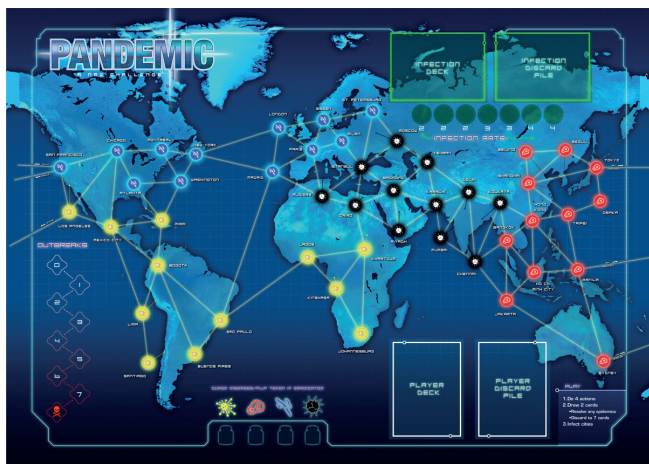 PANDEMIC
A NEW CHALLENGE
INFECTION
DECK
INFECTION
DISCARD
PILE
2 2 2 3 3 4 4
INFECTION RATE
SAN FRANCISCO
CHICAGO
MONTREAL
NEW YORK
ATLANTA
WASHINGTON
LONDON
ESSEN
ST. PETERSBURG
PARIS
MILAN
MADRID
MOSCOW
ISTANBUL
TEHRAN
ALGIERS
BAGHDAD
CAIRO
KARACHI
DELHI
KOLKATA
RIYADH
MUMBAI
CHENNAI
BEIJING
SEOUL
TOKYO
SHANGHAI
HONG
KONG
OSAKA
TAIPEI
BANGKOK
HO CHI
MINH CITY
MANILA
JAKARTA
SYDNEY
LOS ANGELES
MEXICO CITY
MIAMI
BOGOTA
LIMA
SANTIAGO
BUENOS AIRES
SAO PAULO
LAGOS
KHARTOUM
KINSHASA
JOHANNESBURG
OUTBREAKS
0
1
2
3
4
5
6
7
PLAYER
DECK
PLAYER
DISCARD
PILE
PLAY
1.Do 4 actions
2.Draw 2 cards
•Resolve any epidemics
•Discard to 7 cards
3.Infect cities